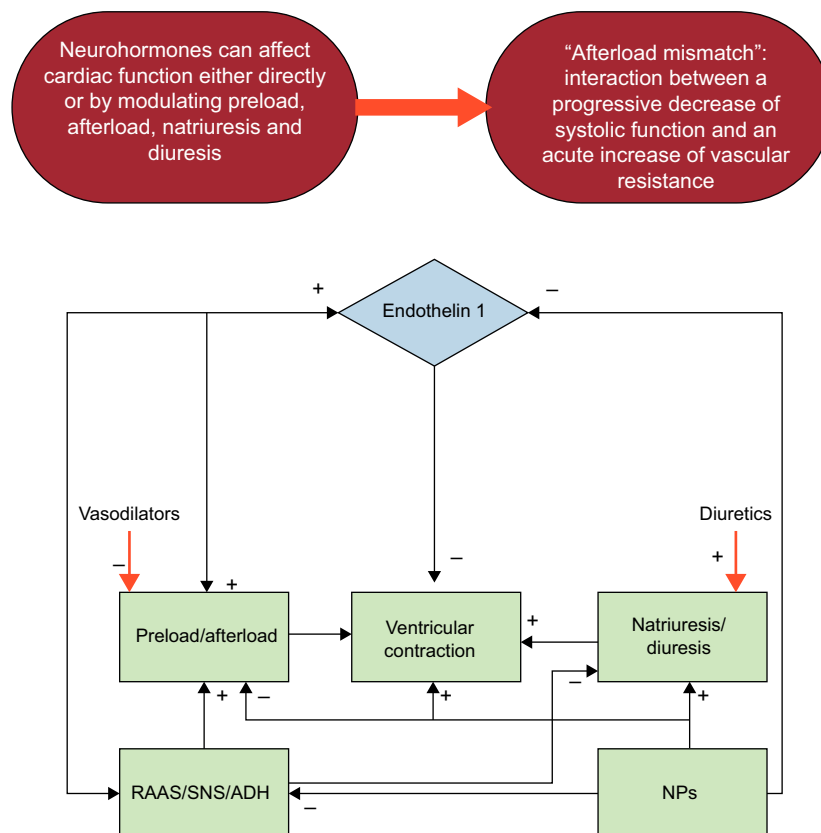 Neurohormones can affect
cardiac function either directly
or by modulating preload,
afterload, natriuresis and
diuresis
“Afterload mismatch”:
interaction between a
progressive decrease of
systolic function and an
acute increase of vascular
resistance
+
–
Endothelin 1
Vasodilators
Diuretics
–
+
–
+
Preload/afterload
Ventricular
contraction
+
Natriuresis/
diuresis
–
+
–
+
+
RAAS/SNS/ADH
–
NPs